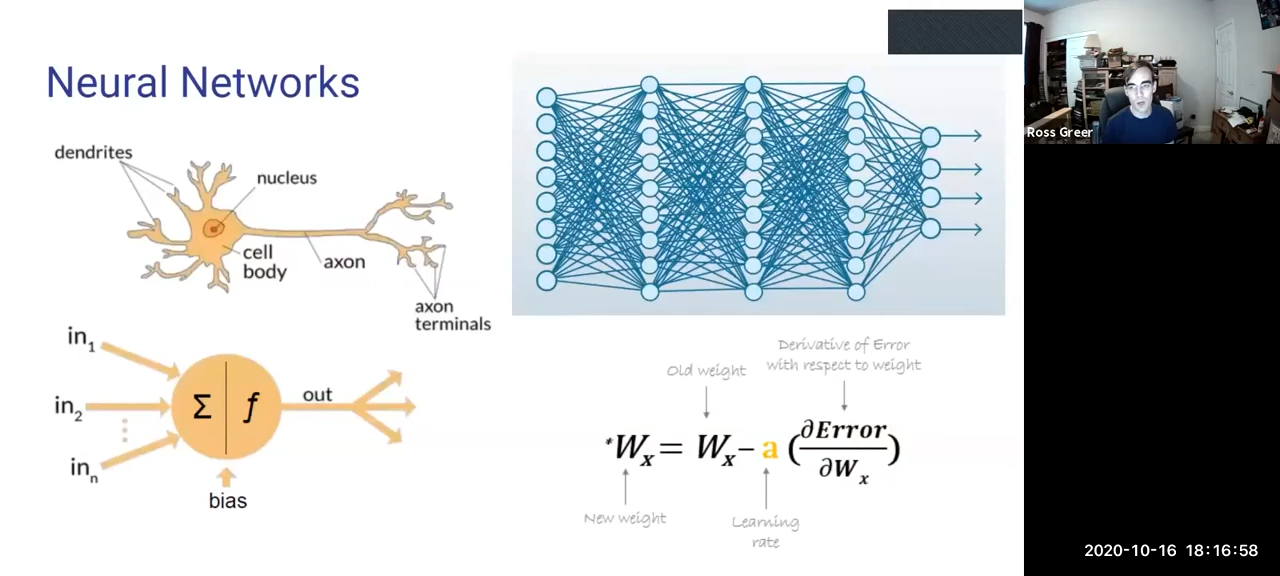 Neural Networks
dendrites
nucleus
cell
body
axon
axon
terminals
in1
in2
inn
Σ
f
out
bias
Derivative of Error
with respect to weight
Old weight
*Wx = Wx − a (∂Error/∂Wx)
New weight
Learning
rate
Ross Greer
2020-10-16 18:16:58